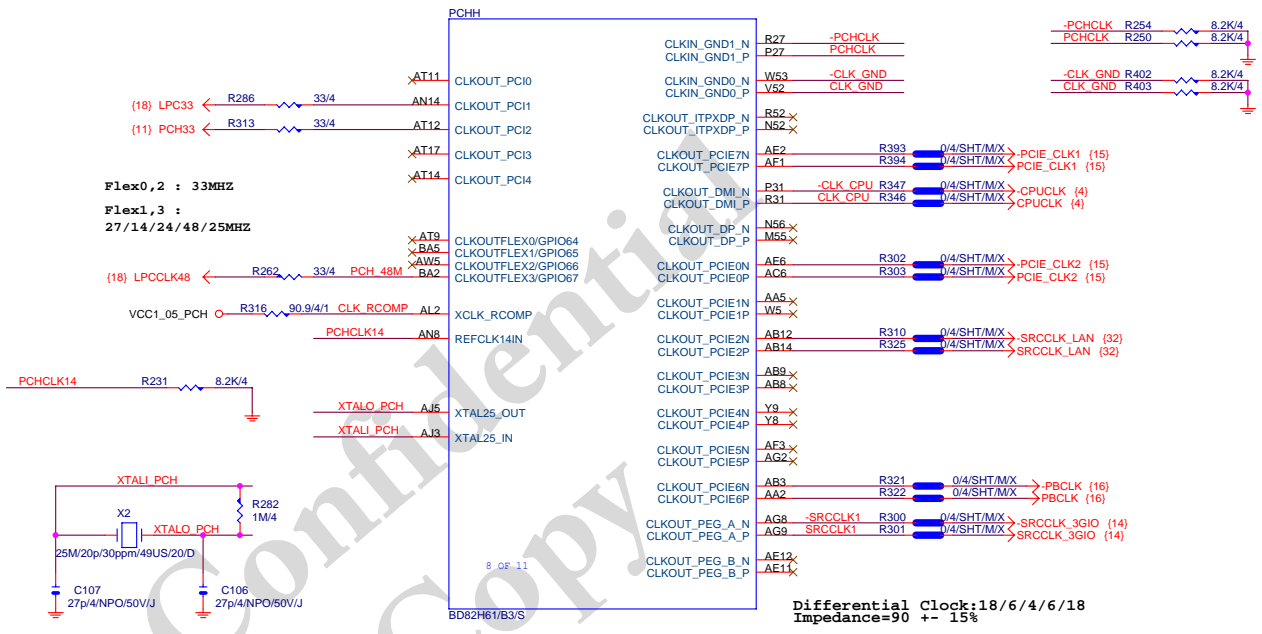 PCHH
CLKIN_GND1_N R27 -PCHCLK
CLKIN_GND1_P P27 PCHCLK
-PCHCLK R254 8.2K/4
PCHCLK R250 8.2K/4
AT11 CLKOUT_PCI0
CLKIN_GND0_N W53 -CLK_GND
CLKIN_GND0_P V52 CLK_GND
-CLK_GND R402 8.2K/4
CLK_GND R403 8.2K/4
{18} LPC33 R286 33/4 AN14 CLKOUT_PCI1
CLKOUT_ITPXDP_N R52
CLKOUT_ITPXDP_P N52
{11} PCH33 R313 33/4 AT12 CLKOUT_PCI2
AT17 CLKOUT_PCI3
CLKOUT_PCIE7N AE2 R393 0/4/SHT/M/X -PCIE_CLK1 {15}
CLKOUT_PCIE7P AF1 R394 0/4/SHT/M/X PCIE_CLK1 {15}
AT14 CLKOUT_PCI4
Flex0,2 : 33MHZ
CLKOUT_DMI_N P31 -CLK_CPU R347 0/4/SHT/M/X -CPUCLK {4}
CLKOUT_DMI_P R31 CLK_CPU R346 0/4/SHT/M/X CPUCLK {4}
Flex1,3 :
27/14/24/48/25MHZ
CLKOUT_DP_N N56
CLKOUT_DP_P M55
AT9 CLKOUTFLEX0/GPIO64
BA5 CLKOUTFLEX1/GPIO65
AW5 CLKOUTFLEX2/GPIO66
{18} LPCCLK48 R262 33/4 PCH_48M BA2 CLKOUTFLEX3/GPIO67
CLKOUT_PCIE0N AE6 R302 0/4/SHT/M/X -PCIE_CLK2 {15}
CLKOUT_PCIE0P AC6 R303 0/4/SHT/M/X PCIE_CLK2 {15}
CLKOUT_PCIE1N AA5
CLKOUT_PCIE1P W5
VCC1_05_PCH R316 90.9/4/1 CLK_RCOMP AL2 XCLK_RCOMP
PCHCLK14 AN8 REFCLK14IN
CLKOUT_PCIE2N AB12 R310 0/4/SHT/M/X -SRCCLK_LAN {32}
CLKOUT_PCIE2P AB14 R325 0/4/SHT/M/X SRCCLK_LAN {32}
CLKOUT_PCIE3N AB9
CLKOUT_PCIE3P AB8
PCHCLK14 R231 8.2K/4
XTALO_PCH AJ5 XTAL25_OUT
XTALI_PCH AJ3 XTAL25_IN
CLKOUT_PCIE4N Y9
CLKOUT_PCIE4P Y8
CLKOUT_PCIE5N AF3
CLKOUT_PCIE5P AG2
XTALI_PCH
R282
1M/4
CLKOUT_PCIE6N AB3 R321 0/4/SHT/M/X -PBCLK {16}
CLKOUT_PCIE6P AA2 R322 0/4/SHT/M/X PBCLK {16}
X2
XTALO_PCH
25M/20p/30ppm/49US/20/D
CLKOUT_PEG_A_N AG8 -SRCCLK1 R300 0/4/SHT/M/X -SRCCLK_3GIO {14}
CLKOUT_PEG_A_P AG9 SRCCLK1 R301 0/4/SHT/M/X SRCCLK_3GIO {14}
CLKOUT_PEG_B_N AE12
CLKOUT_PEG_B_P AE11
8 OF 11
C107
27p/4/NPO/50V/J
C106
27p/4/NPO/50V/J
BD82H61/B3/S
Differential Clock:18/6/4/6/18
Impedance=90 +- 15%
Confidential
Copy